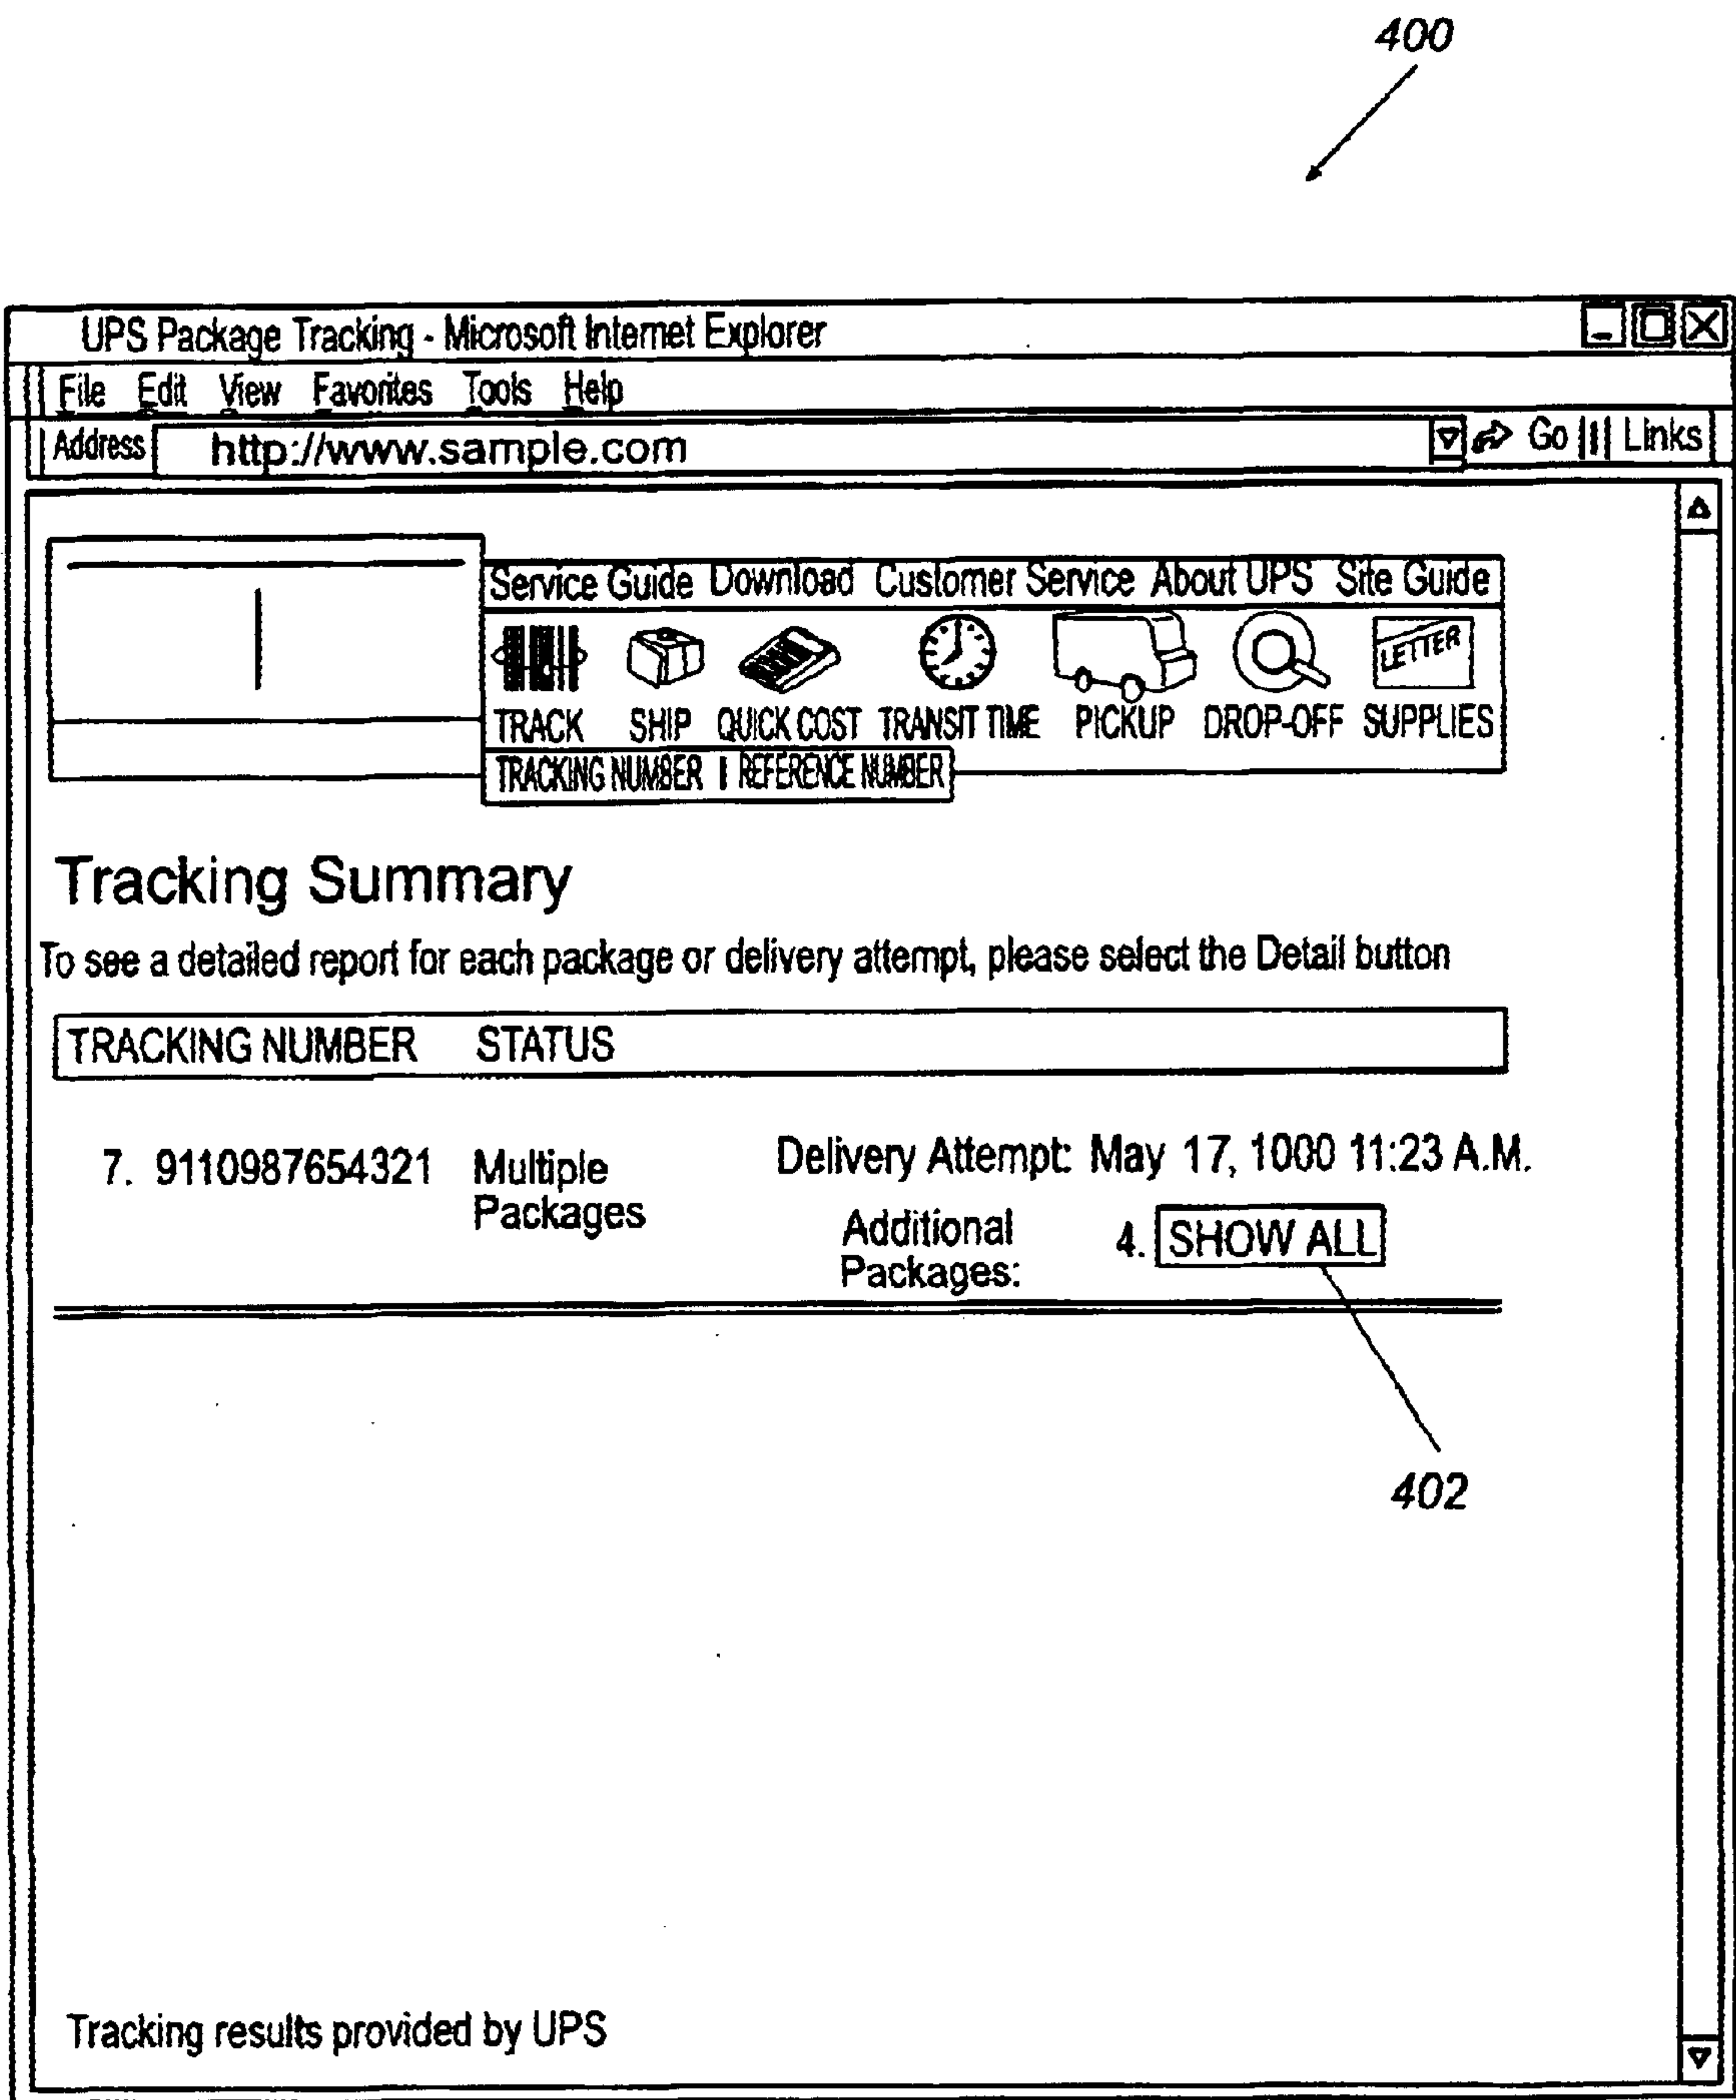 400
UPS Package Tracking - Microsoft Internet Explorer
File Edit View Favorites Tools Help
Address http://www.sample.com Go Links
Service Guide Download Customer Service About UPS Site Guide
LETTER
TRACK SHIP QUICK COST TRANSIT TIME PICKUP DROP-OFF SUPPLIES
TRACKING NUMBER | REFERENCE NUMBER
Tracking Summary
To see a detailed report for each package or delivery attempt, please select the Detail button
TRACKING NUMBER STATUS
7. 9110987654321 Multiple Packages Delivery Attempt: May 17, 1000 11:23 A.M.
Additional Packages: 4. SHOW ALL
402
Tracking results provided by UPS